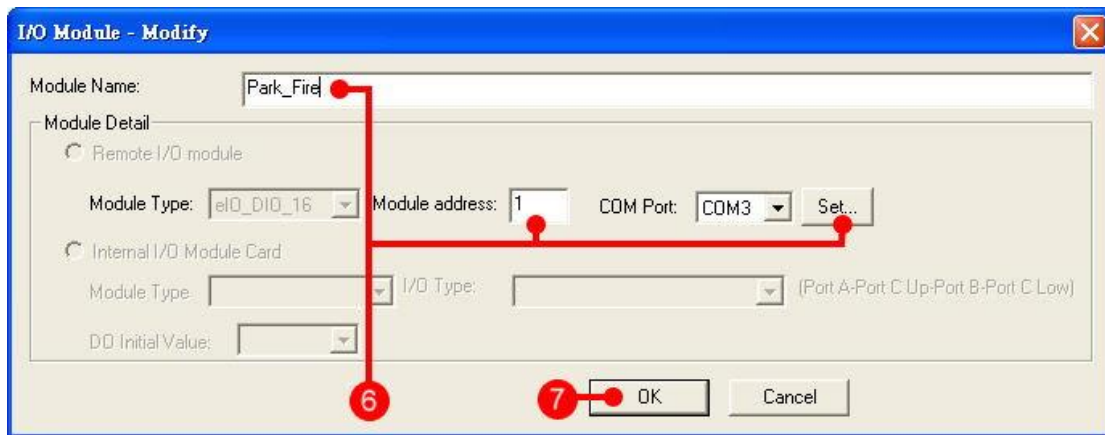 I/O Module - Modify
Module Name: Park_Fire
Module Detail
Remote I/O module
Module Type: eIO_DIO_16 Module address: 1 COM Port: COM3 Set...
Internal I/O Module Card
Module Type I/O Type: (Port A-Port C Up-Port B-Port C Low)
DO Initial Value:
6 7 OK Cancel